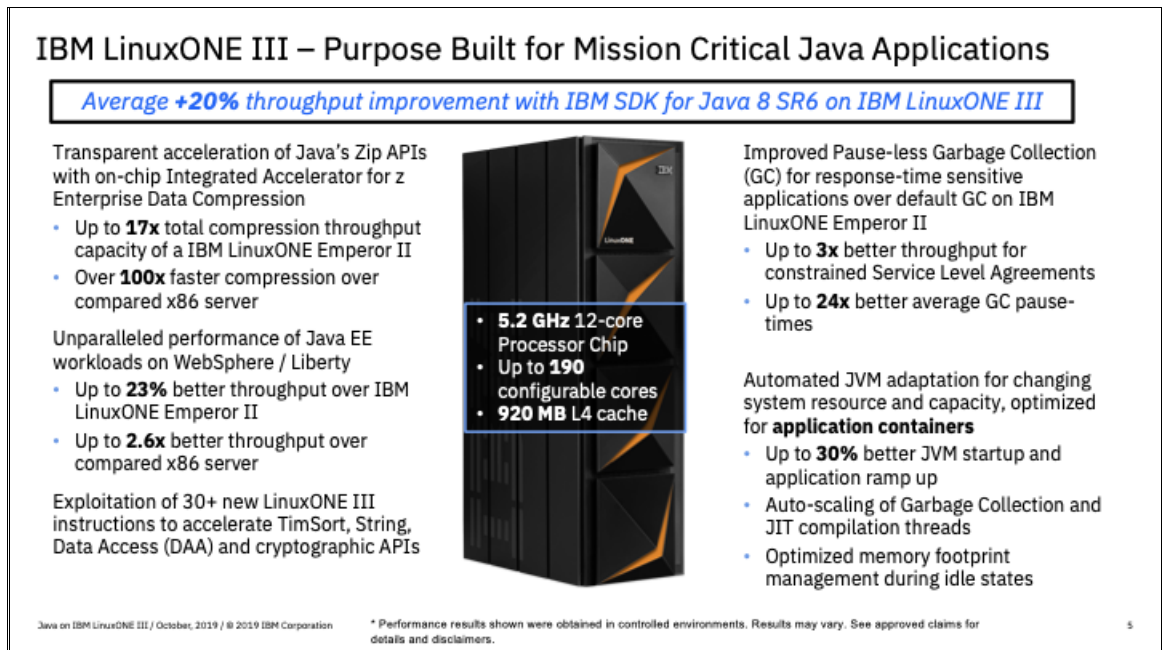 IBM LinuxONE III – Purpose Built for Mission Critical Java Applications
Average +20% throughput improvement with IBM SDK for Java 8 SR6 on IBM LinuxONE III
Transparent acceleration of Java's Zip APIs
with on-chip Integrated Accelerator for z
Enterprise Data Compression
• Up to 17x total compression throughput
capacity of a IBM LinuxONE Emperor II
• Over 100x faster compression over
compared x86 server
Unparalleled performance of Java EE
workloads on WebSphere / Liberty
• Up to 23% better throughput over IBM
LinuxONE Emperor II
• Up to 2.6x better throughput over
compared x86 server
Exploitation of 30+ new LinuxONE III
instructions to accelerate TimSort, String,
Data Access (DAA) and cryptographic APIs
IBM
LinuxONE
• 5.2 GHz 12-core
Processor Chip
• Up to 190
configurable cores
• 920 MB L4 cache
Improved Pause-less Garbage Collection
(GC) for response-time sensitive
applications over default GC on IBM
LinuxONE Emperor II
• Up to 3x better throughput for
constrained Service Level Agreements
• Up to 24x better average GC pause-
times
Automated JVM adaptation for changing
system resource and capacity, optimized
for application containers
• Up to 30% better JVM startup and
application ramp up
• Auto-scaling of Garbage Collection and
JIT compilation threads
• Optimized memory footprint
management during idle states
Java on IBM LinuxONE III / October, 2019 / © 2019 IBM Corporation
* Performance results shown were obtained in controlled environments. Results may vary. See approved claims for
details and disclaimers.
5